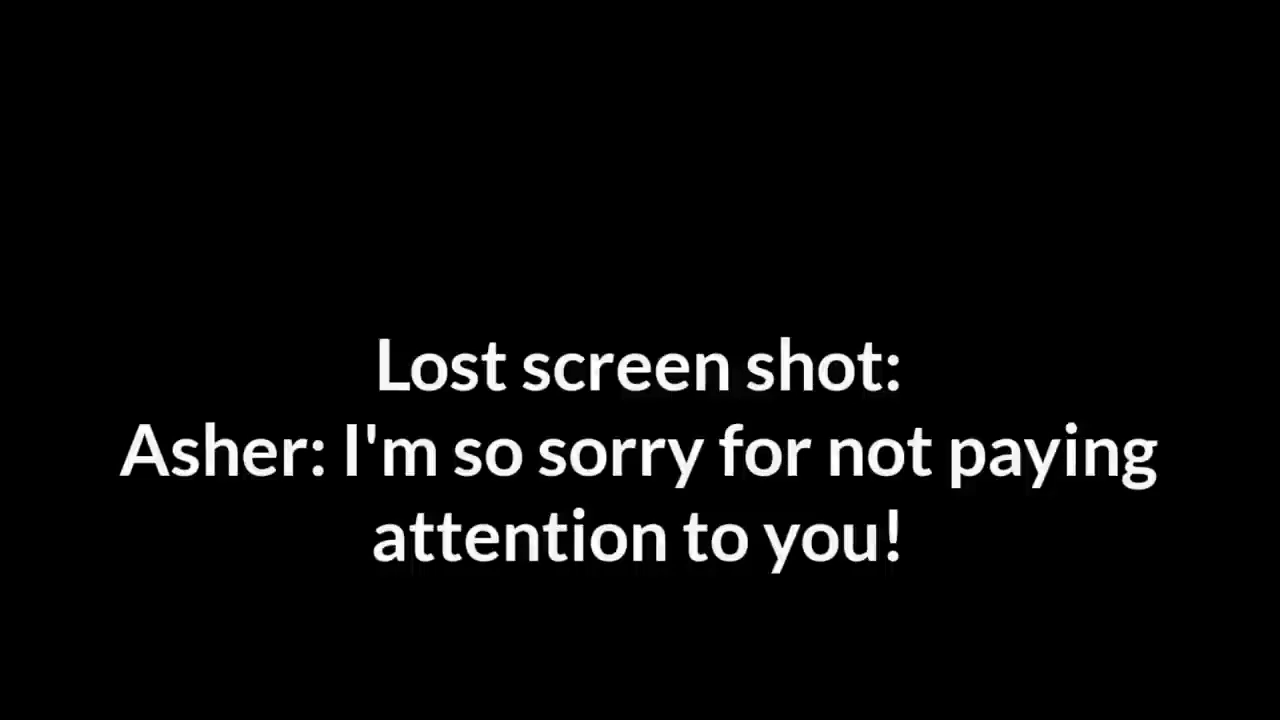 Lost screen shot:
Asher: I'm so sorry for not paying
attention to you!